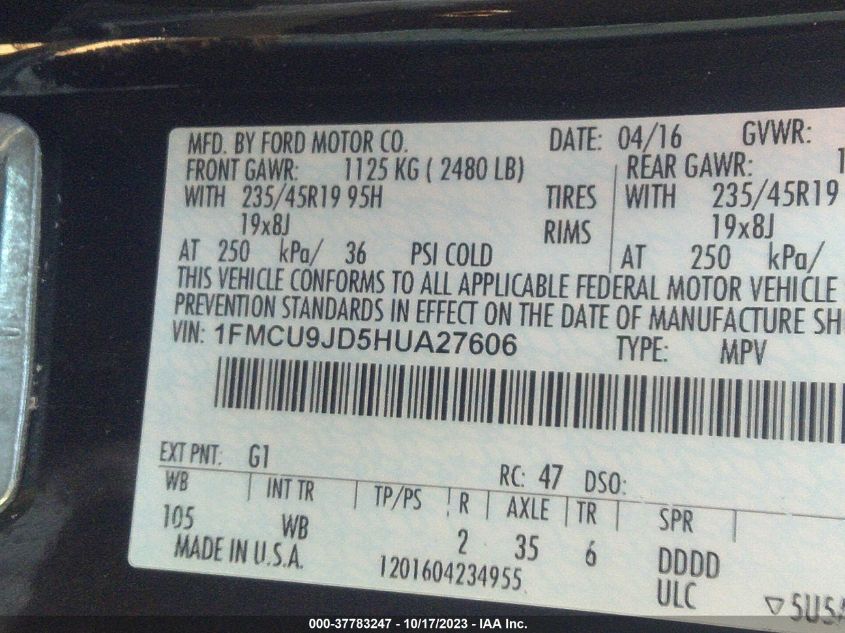 MFD. BY FORD MOTOR CO. DATE: 04/16 GVWR:
FRONT GAWR: 1125 KG ( 2480 LB) REAR GAWR: 1
WITH 235/45R19 95H TIRES WITH 235/45R19
19x8J RIMS 19x8J
AT 250 kPa/ 36 PSI COLD AT 250 kPa/
THIS VEHICLE CONFORMS TO ALL APPLICABLE FEDERAL MOTOR VEHICLE
PREVENTION STANDARDS IN EFFECT ON THE DATE OF MANUFACTURE SH
VIN: 1FMCU9JD5HUA27606 TYPE: MPV
EXT PNT: G1 RC: 47 DSO:
WB INT TR TP/PS R AXLE TR SPR
105 WB 2 35 6 DDDD
MADE IN U.S.A. 1201604234955 ULC
▽5U5A
000-37783247 - 10/17/2023 - IAA Inc.